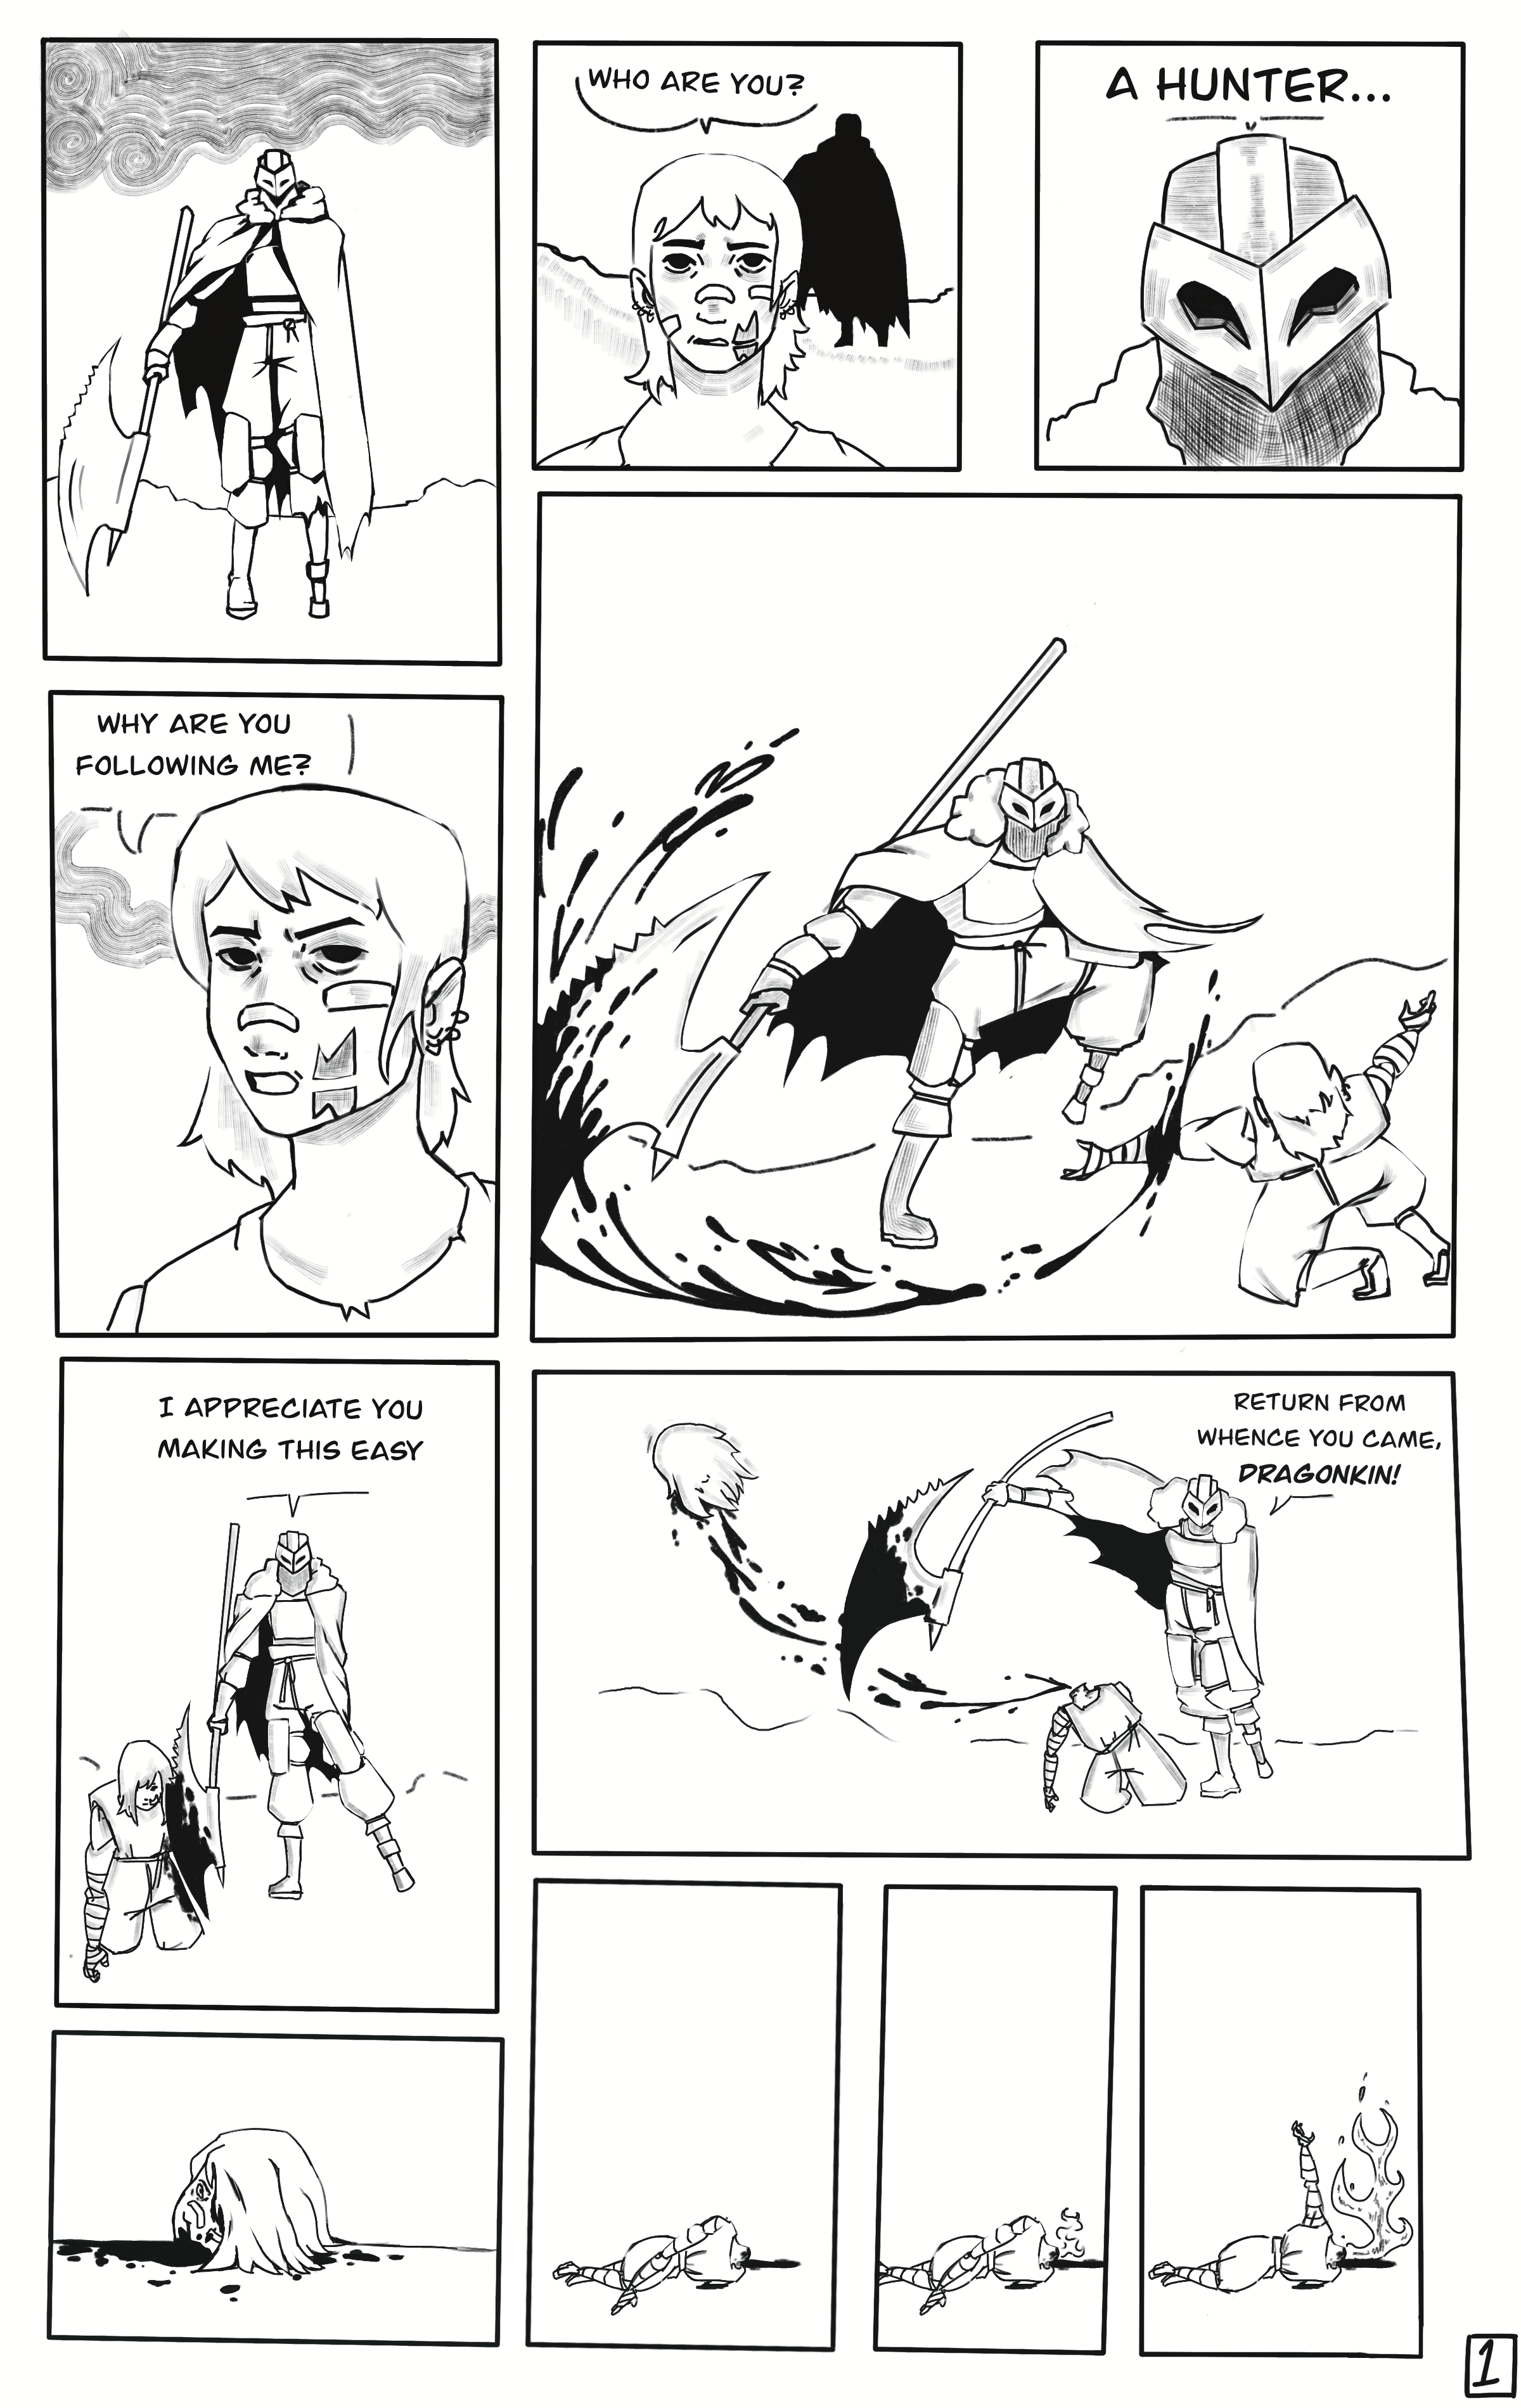 WHO ARE YOU?
A HUNTER...
WHY ARE YOU
FOLLOWING ME?
I APPRECIATE YOU
MAKING THIS EASY
RETURN FROM
WHENCE YOU CAME,
DRAGONKIN!
1